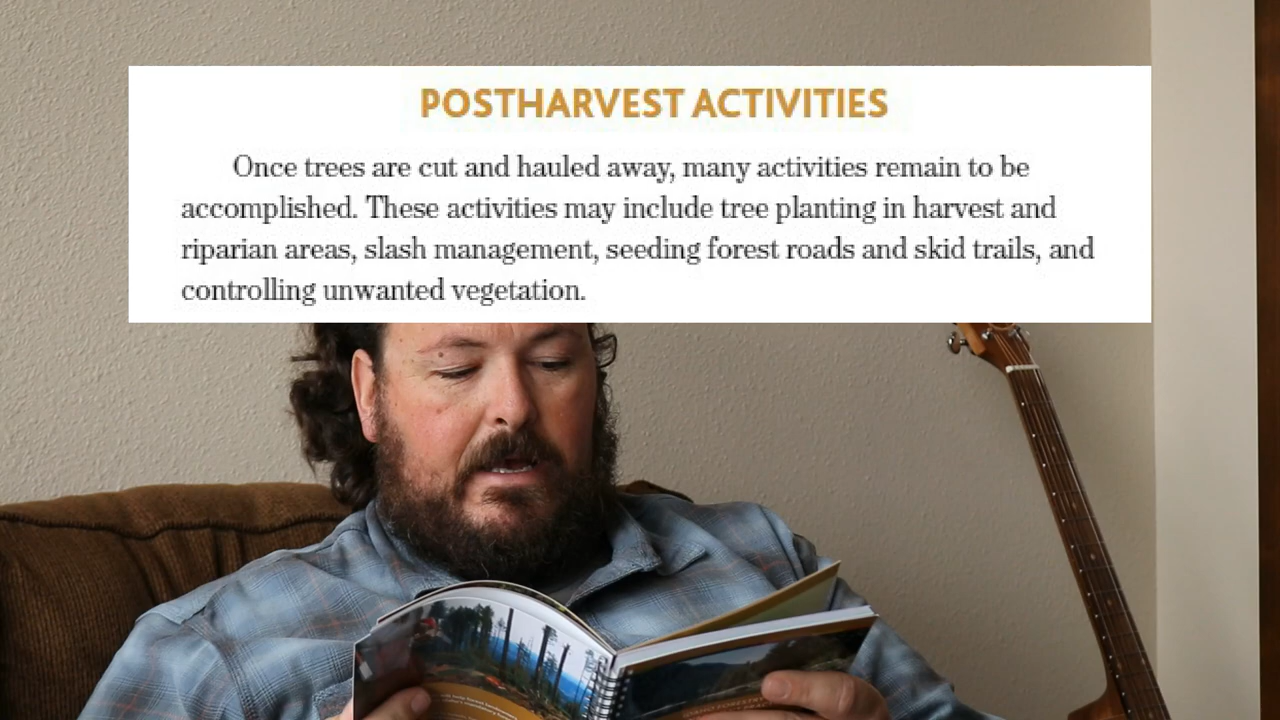 POSTHARVEST ACTIVITIES
Once trees are cut and hauled away, many activities remain to be
accomplished. These activities may include tree planting in harvest and
riparian areas, slash management, seeding forest roads and skid trails, and
controlling unwanted vegetation.